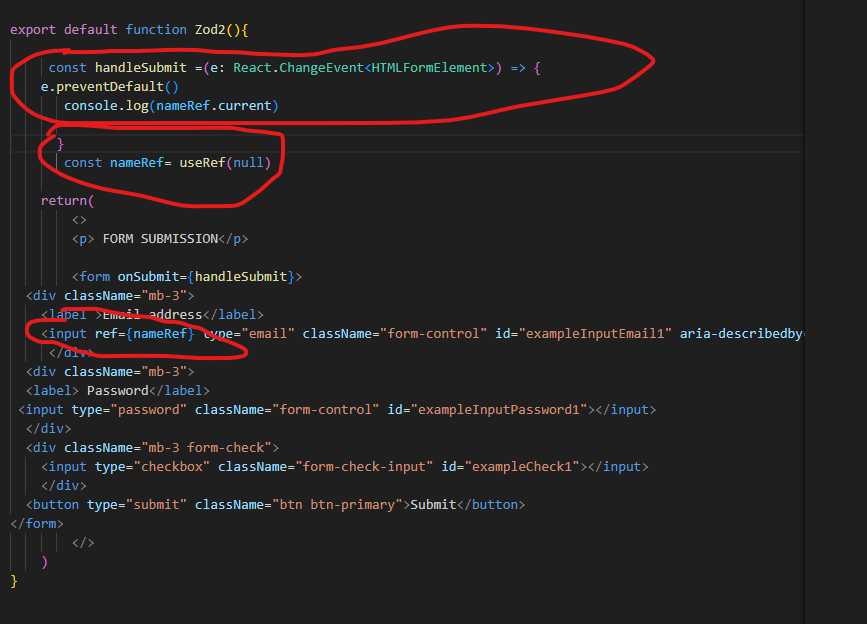 export default function Zod2(){
const handleSubmit =(e: React.ChangeEvent<HTMLFormElement>) => {
e.preventDefault()
console.log(nameRef.current)
}
const nameRef= useRef(null)
return(
<>
<p> FORM SUBMISSION</p>
<form onSubmit={handleSubmit}>
<div className="mb-3">
<label >Email address</label>
<input ref={nameRef} type="email" className="form-control" id="exampleInputEmail1" aria-describedby=
</div>
<div className="mb-3">
<label> Password</label>
<input type="password" className="form-control" id="exampleInputPassword1"></input>
</div>
<div className="mb-3 form-check">
<input type="checkbox" className="form-check-input" id="exampleCheck1"></input>
</div>
<button type="submit" className="btn btn-primary">Submit</button>
</form>
</>
)
}